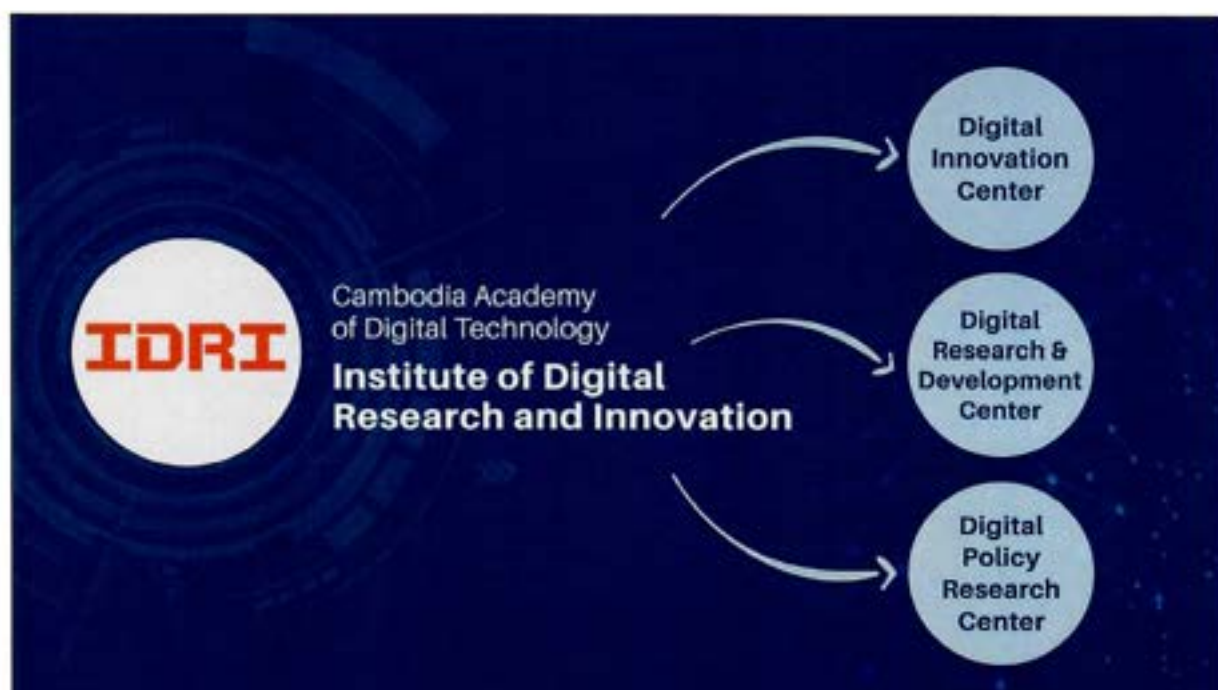 IDRI
Cambodia Academy
of Digital Technology
Institute of Digital
Research and Innovation
Digital
Innovation
Center
Digital
Research &
Development
Center
Digital
Policy
Research
Center